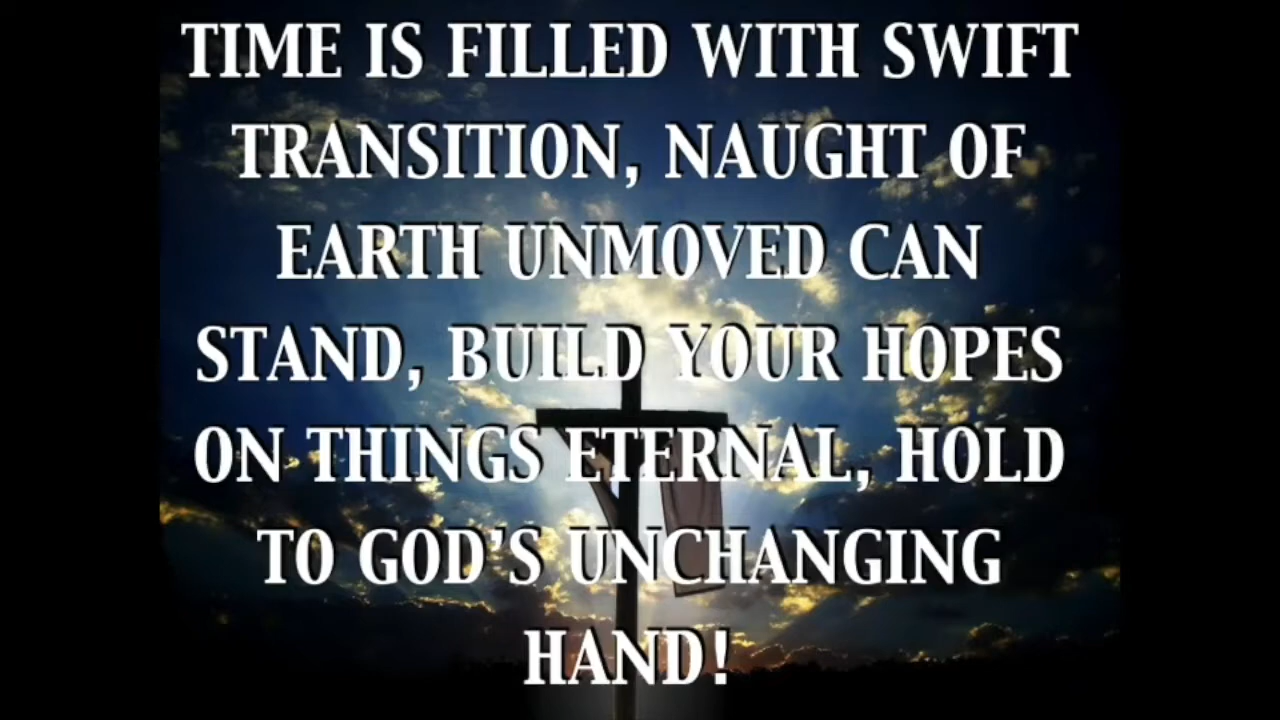 TIME IS FILLED WITH SWIFT
TRANSITION, NAUGHT OF
EARTH UNMOVED CAN
STAND, BUILD YOUR HOPES
ON THINGS ETERNAL, HOLD
TO GOD'S UNCHANGING
HAND!